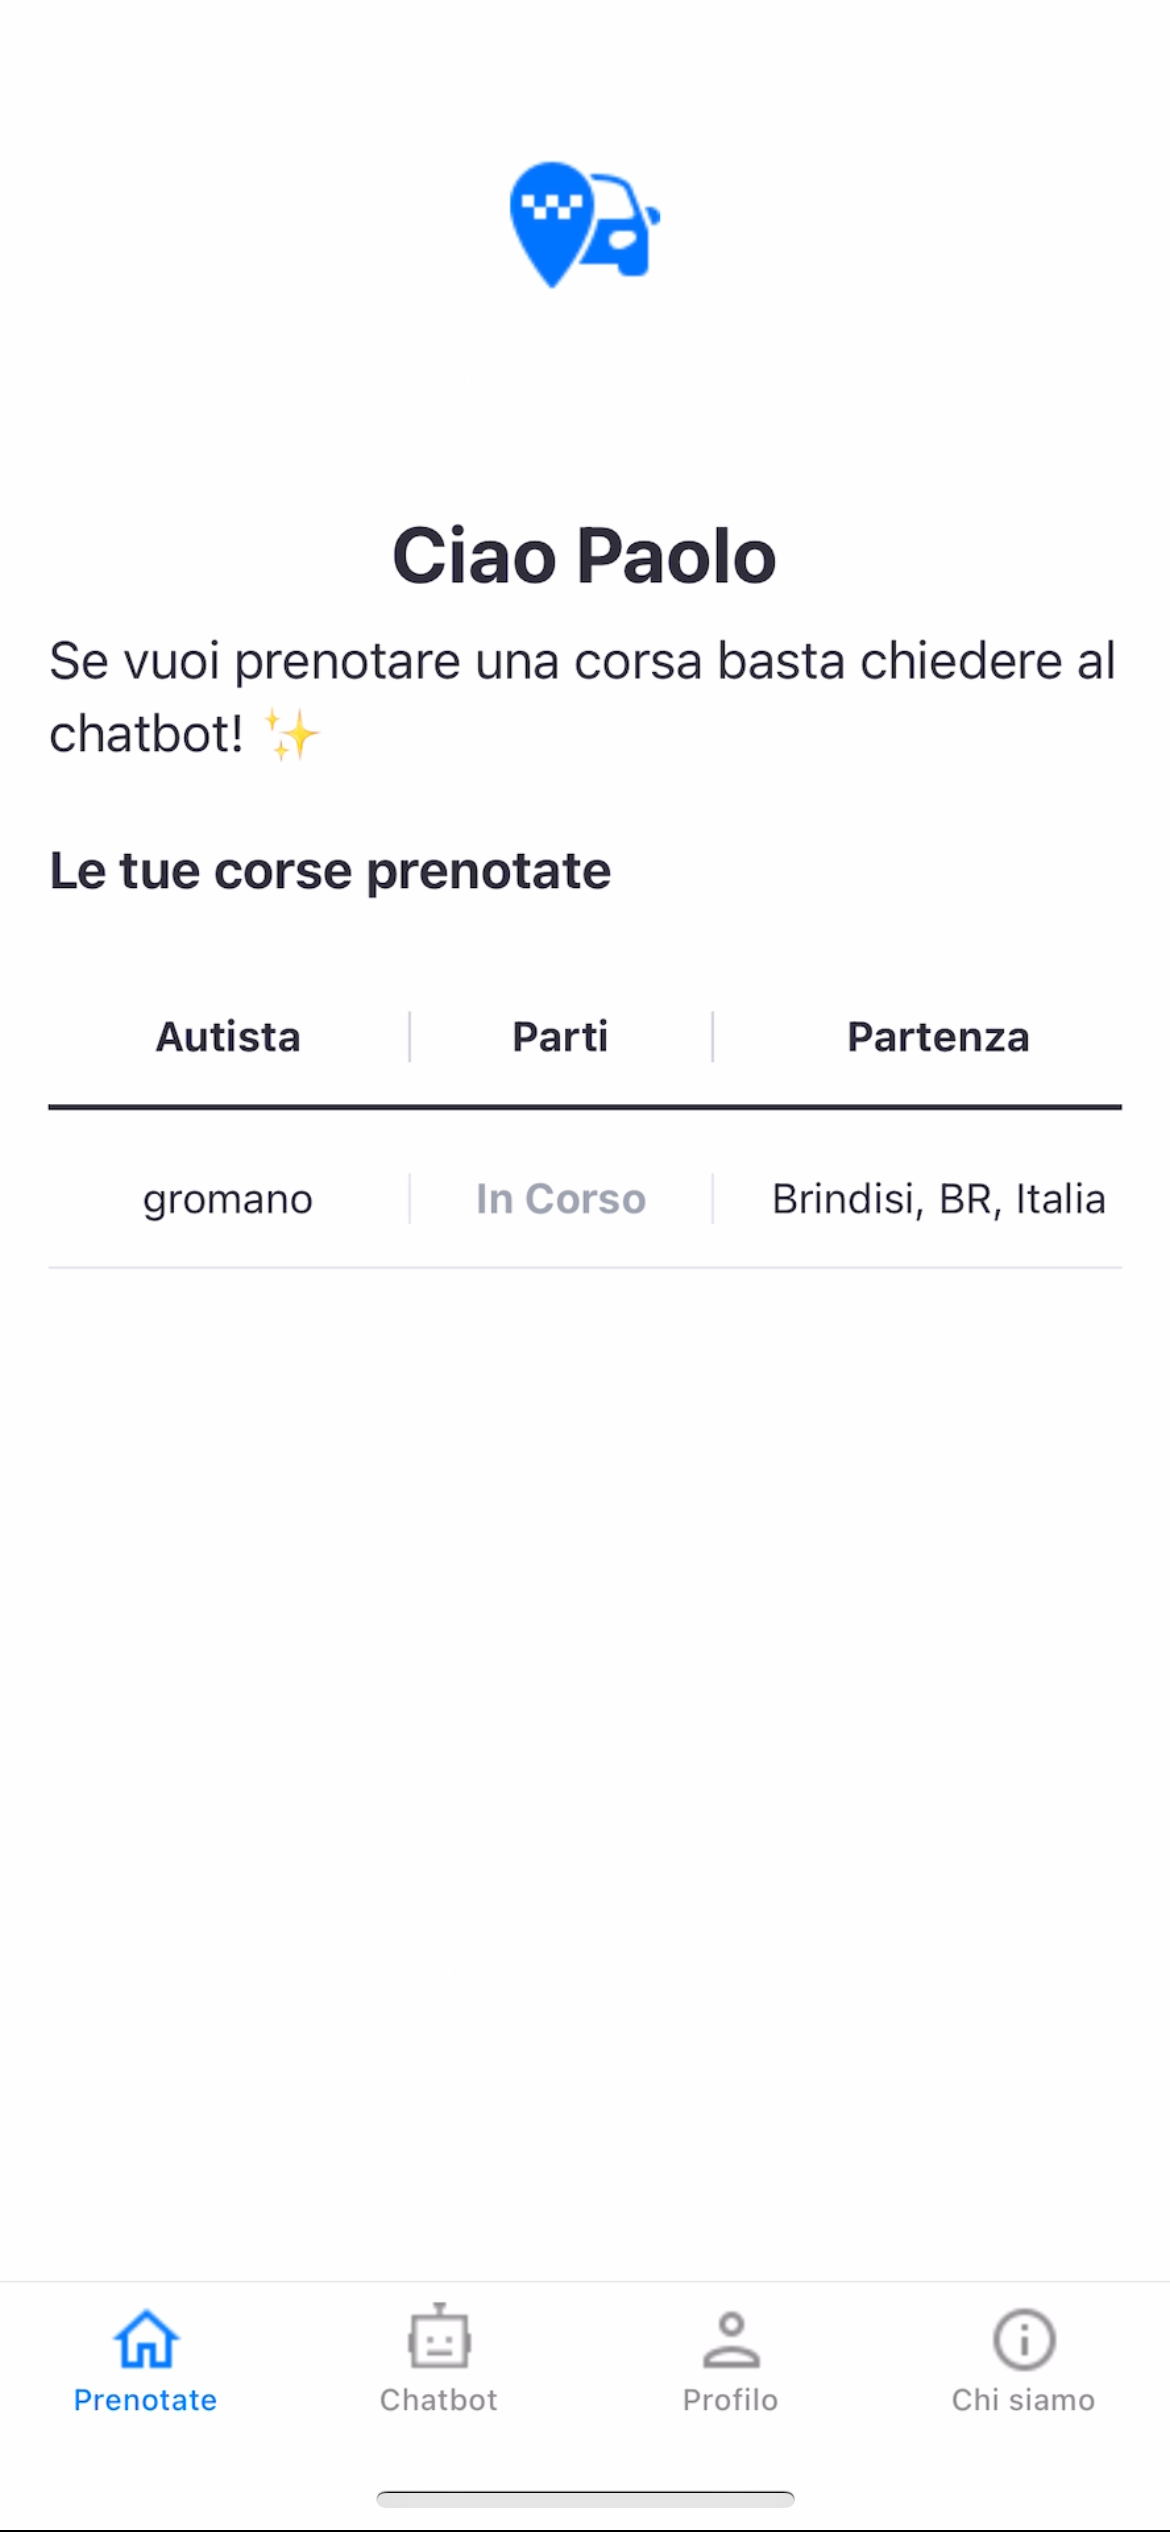 Ciao Paolo
Se vuoi prenotare una corsa basta chiedere al
chatbot! ✨
Le tue corse prenotate
Autista Parti Partenza
gromano In Corso Brindisi, BR, Italia
Prenotate Chatbot Profilo Chi siamo